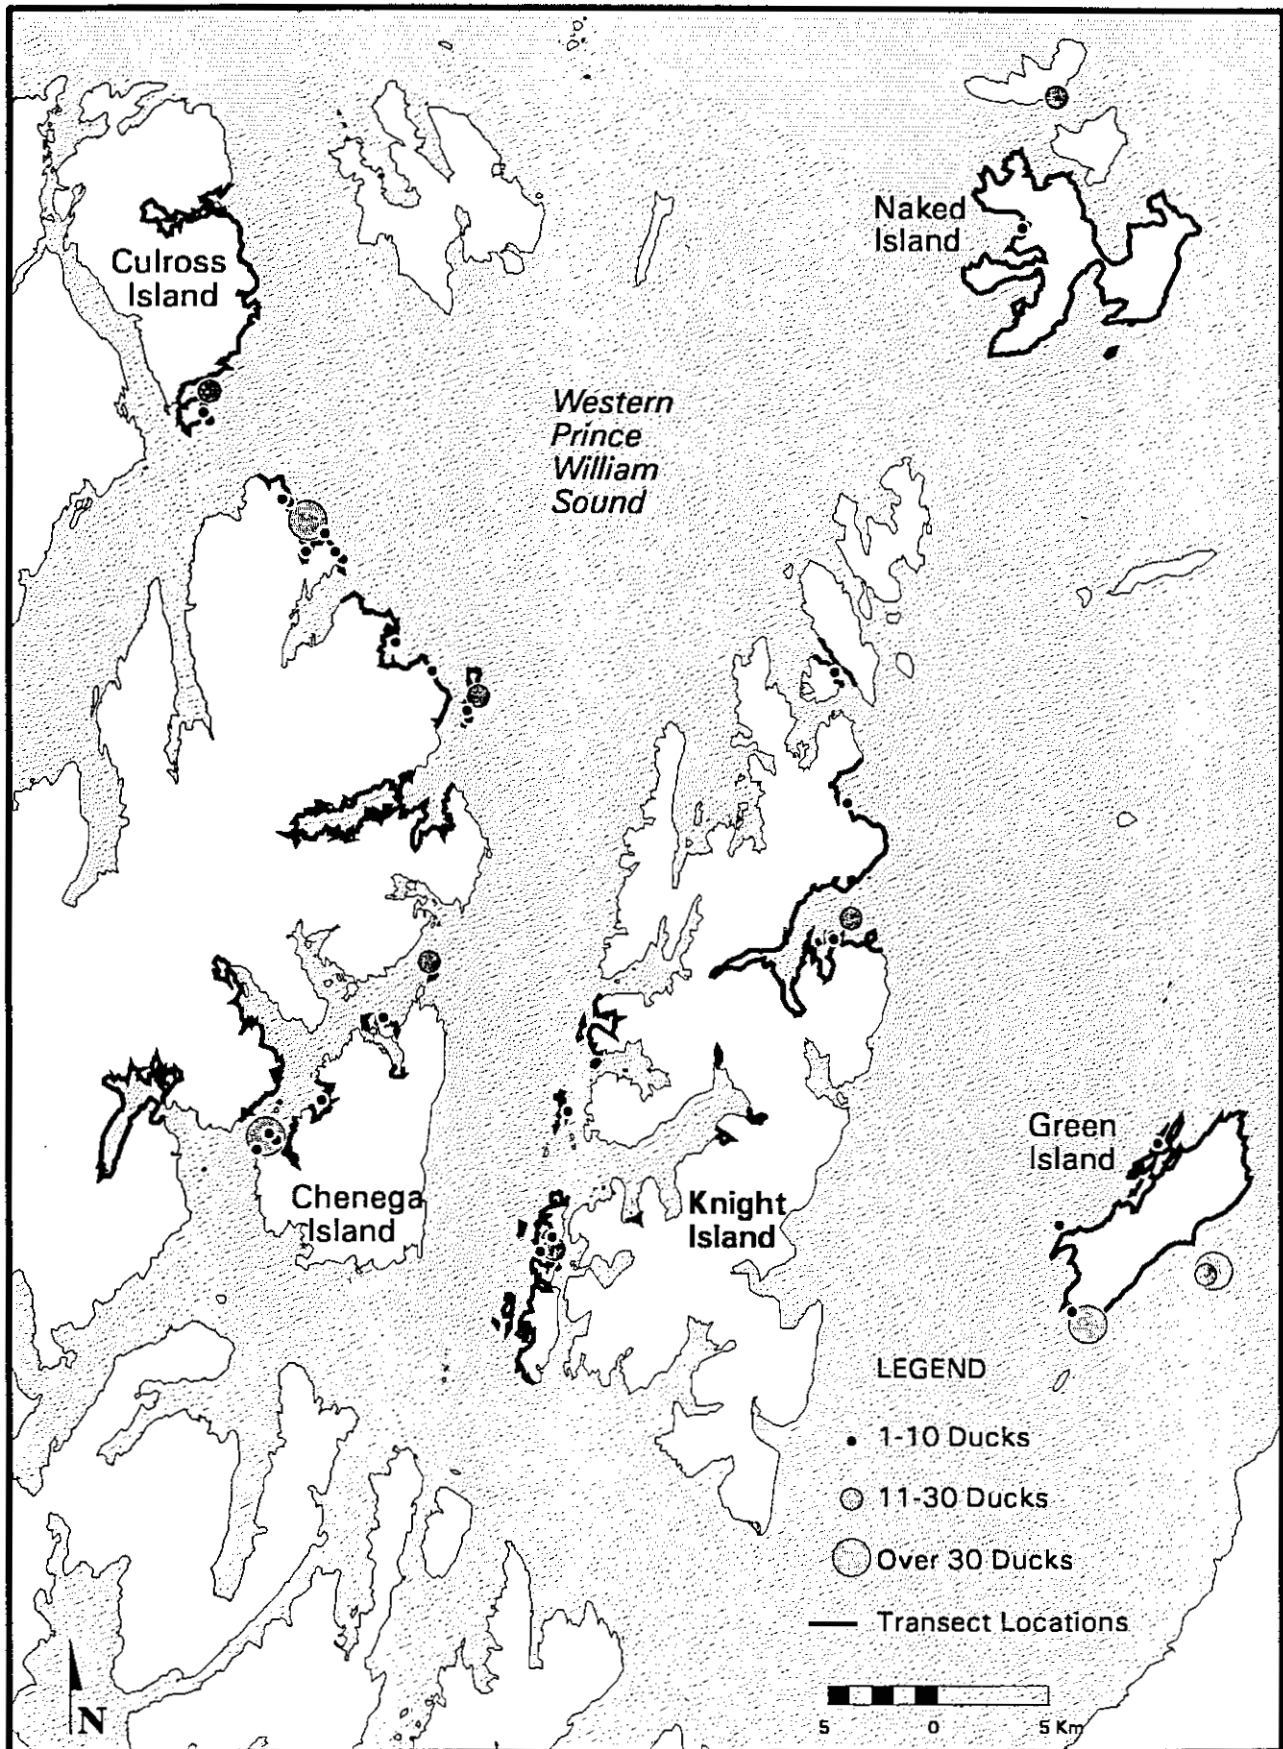 Naked
Island
Culross
Island
Western
Prince
William
Sound
Green
Island
Chenega
Island
Knight
Island
LEGEND
1-10 Ducks
11-30 Ducks
Over 30 Ducks
Transect Locations
N
5 0 5 Km